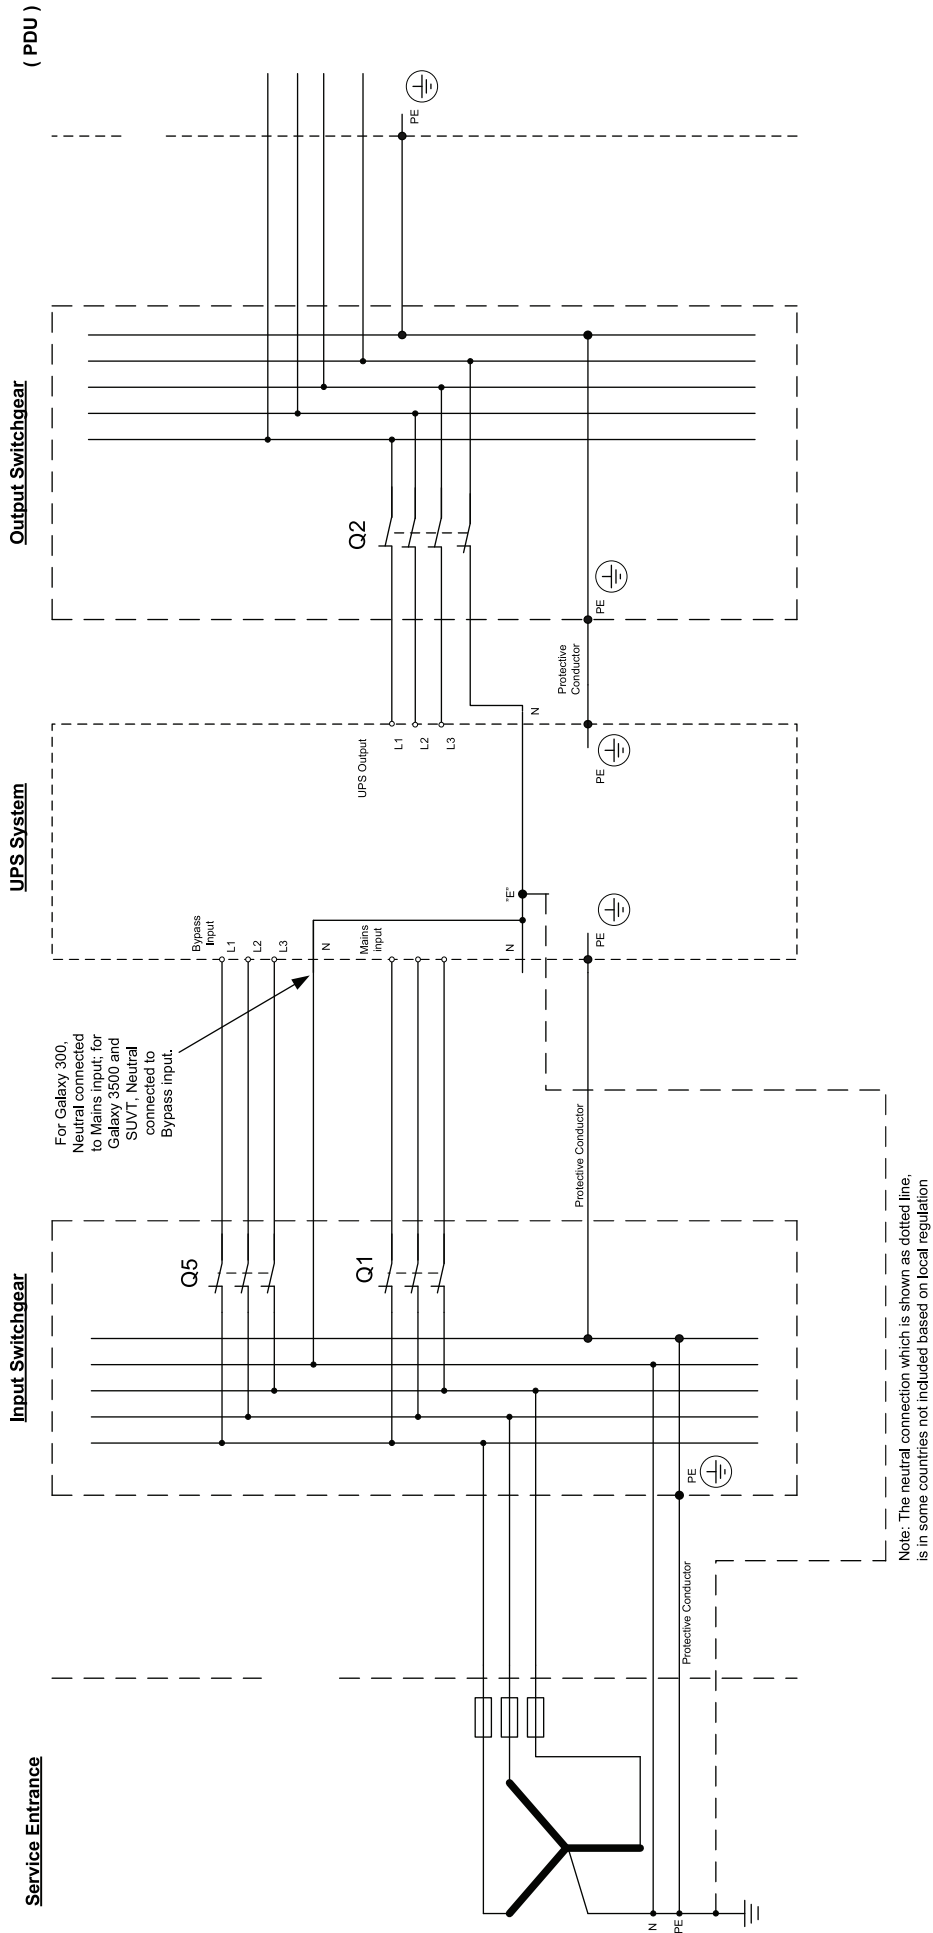 ( PDU )
PE
Output Switchgear
Q2
PE
Protective
Conductor
N
UPS System
UPS Output
L1
L2
L3
PE
"E"
Bypass
Input
L1
L2
L3
N
Mains
input
N
PE
For Galaxy 300,
Neutral connected
to Mains input; for
Galaxy 3500 and
SUVT, Neutral
connected to
Bypass input.
Protective Conductor
Input Switchgear
Q5
Q1
PE
Protective Conductor
Note: The neutral connection which is shown as dotted line,
is in some countries not included based on local regulation
Service Entrance
N
PE